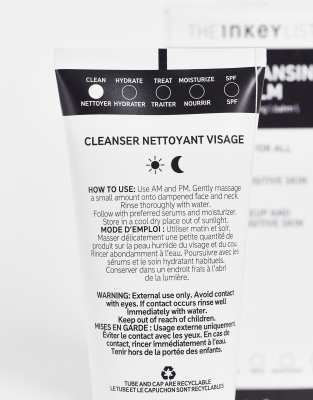 THE INKEY LIST
CLEAN HYDRATE TREAT MOISTURIZE SPF
NETTOYER HYDRATER TRAITER NOURRIR SPF
CLEANSER NETTOYANT VISAGE
HOW TO USE: Use AM and PM. Gently massage
a small amount onto dampened face and neck.
Rinse thoroughly with water.
Follow with preferred serums and moisturizer.
Store in a cool dry place out of sunlight.
MODE D'EMPLOI : Utiliser matin et soir.
Masser délicatement une petite quantité de
produit sur la peau humide du visage et du cou.
Rincer abondamment à l'eau. Poursuivre avec les
sérums et le soin hydratant habituels.
Conserver dans un endroit frais à l'abri
de la lumière.
WARNING: External use only. Avoid contact
with eyes. If contact occurs rinse well
immediately with water.
Keep out of reach of children.
MISES EN GARDE : Usage externe uniquement.
Éviter le contact avec les yeux. En cas de
contact, rincer immédiatement à l'eau.
Tenir hors de la portée des enfants.
TUBE AND CAP ARE RECYCLABLE
LE TUBE ET LE CAPUCHON SONT RECYCLABLES
ANSING
LM
FOR ALL
SITIVE SKIN
EUP AND
SITIVE SKIN